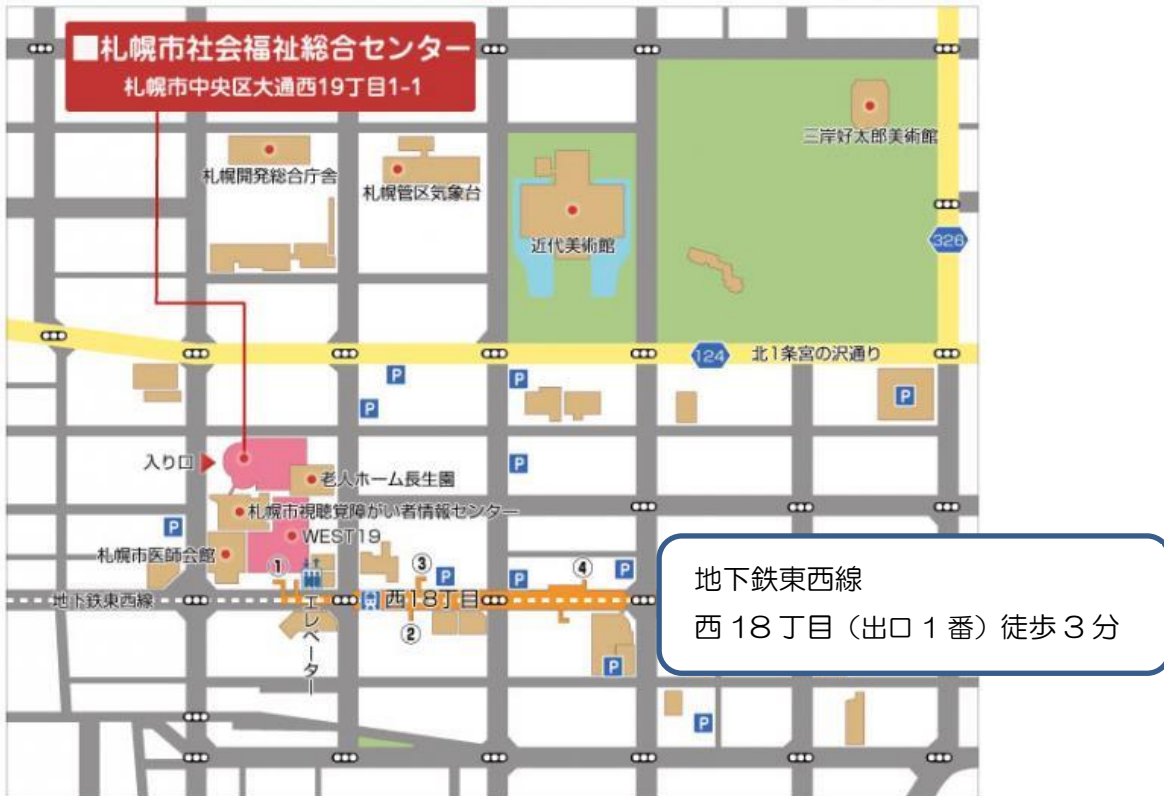 ■札幌市社会福祉総合センター
札幌市中央区大通西19丁目1-1
三岸好太郎美術館
札幌開発総合庁舎
札幌管区気象台
近代美術館
326
124
北1条宮の沢通り
P
P
P
P
入り口
老人ホーム長生園
P
札幌市視聴覚障がい者情報センター
P
WEST19
札幌市医師会館
①
③
④
P
P
P
地下鉄東西線
西18丁目
エレベーター
②
P
P
地下鉄東西線
西18丁目（出口1番）徒歩3分